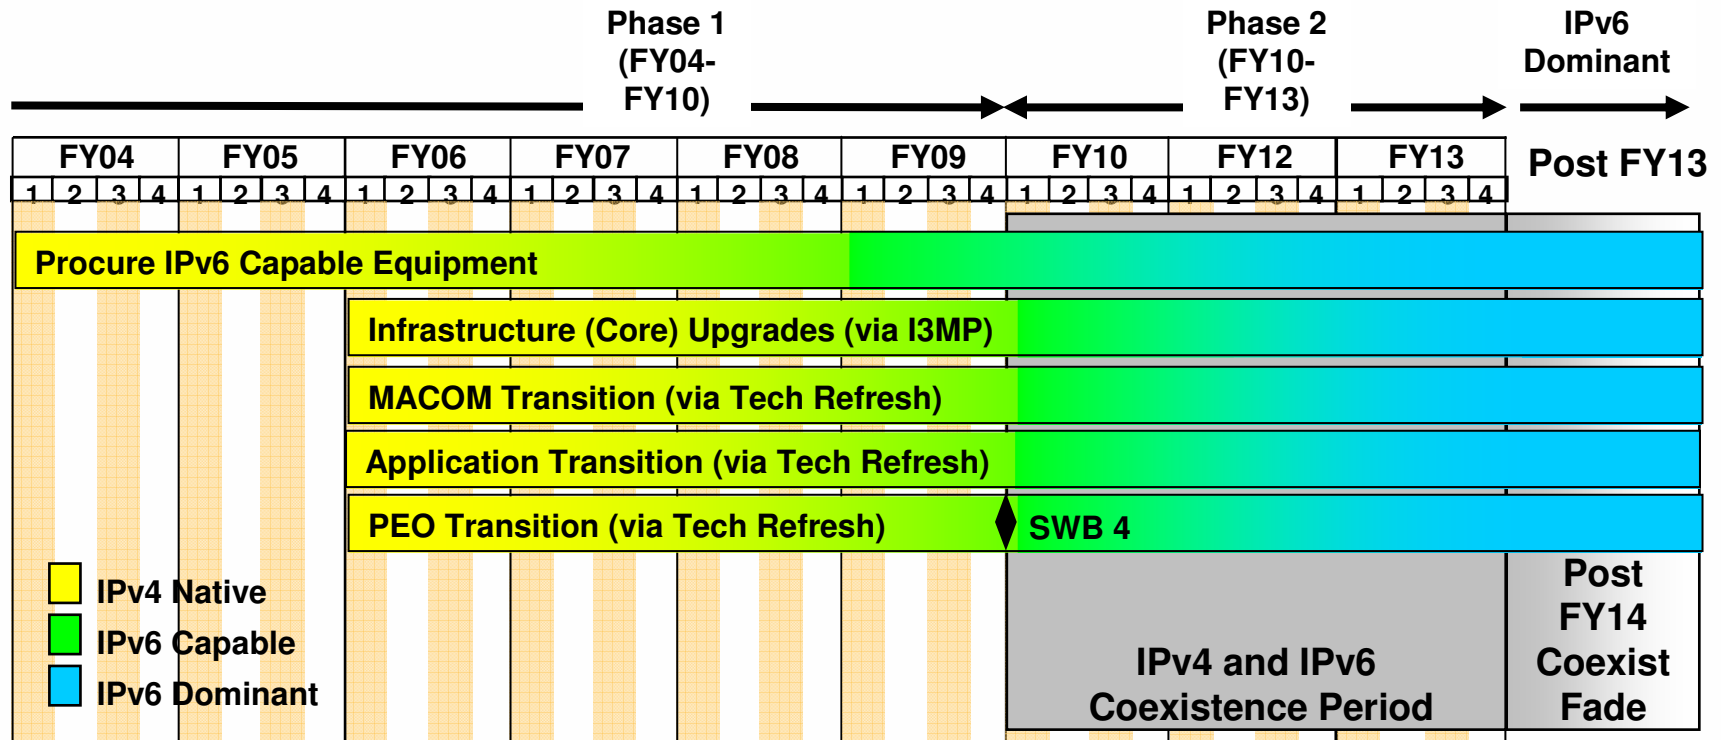 Phase 1
(FY04-
FY10)
Phase 2
(FY10-
FY13)
IPv6
Dominant
FY04 FY05 FY06 FY07 FY08 FY09 FY10 FY12 FY13 Post FY13
1 2 3 4 1 2 3 4 1 2 3 4 1 2 3 4 1 2 3 4 1 2 3 4 1 2 3 4 1 2 3 4 1 2 3 4
Procure IPv6 Capable Equipment
Infrastructure (Core) Upgrades (via I3MP)
MACOM Transition (via Tech Refresh)
Application Transition (via Tech Refresh)
PEO Transition (via Tech Refresh) SWB 4
IPv4 Native
IPv6 Capable
IPv6 Dominant
IPv4 and IPv6
Coexistence Period
Post
FY14
Coexist
Fade